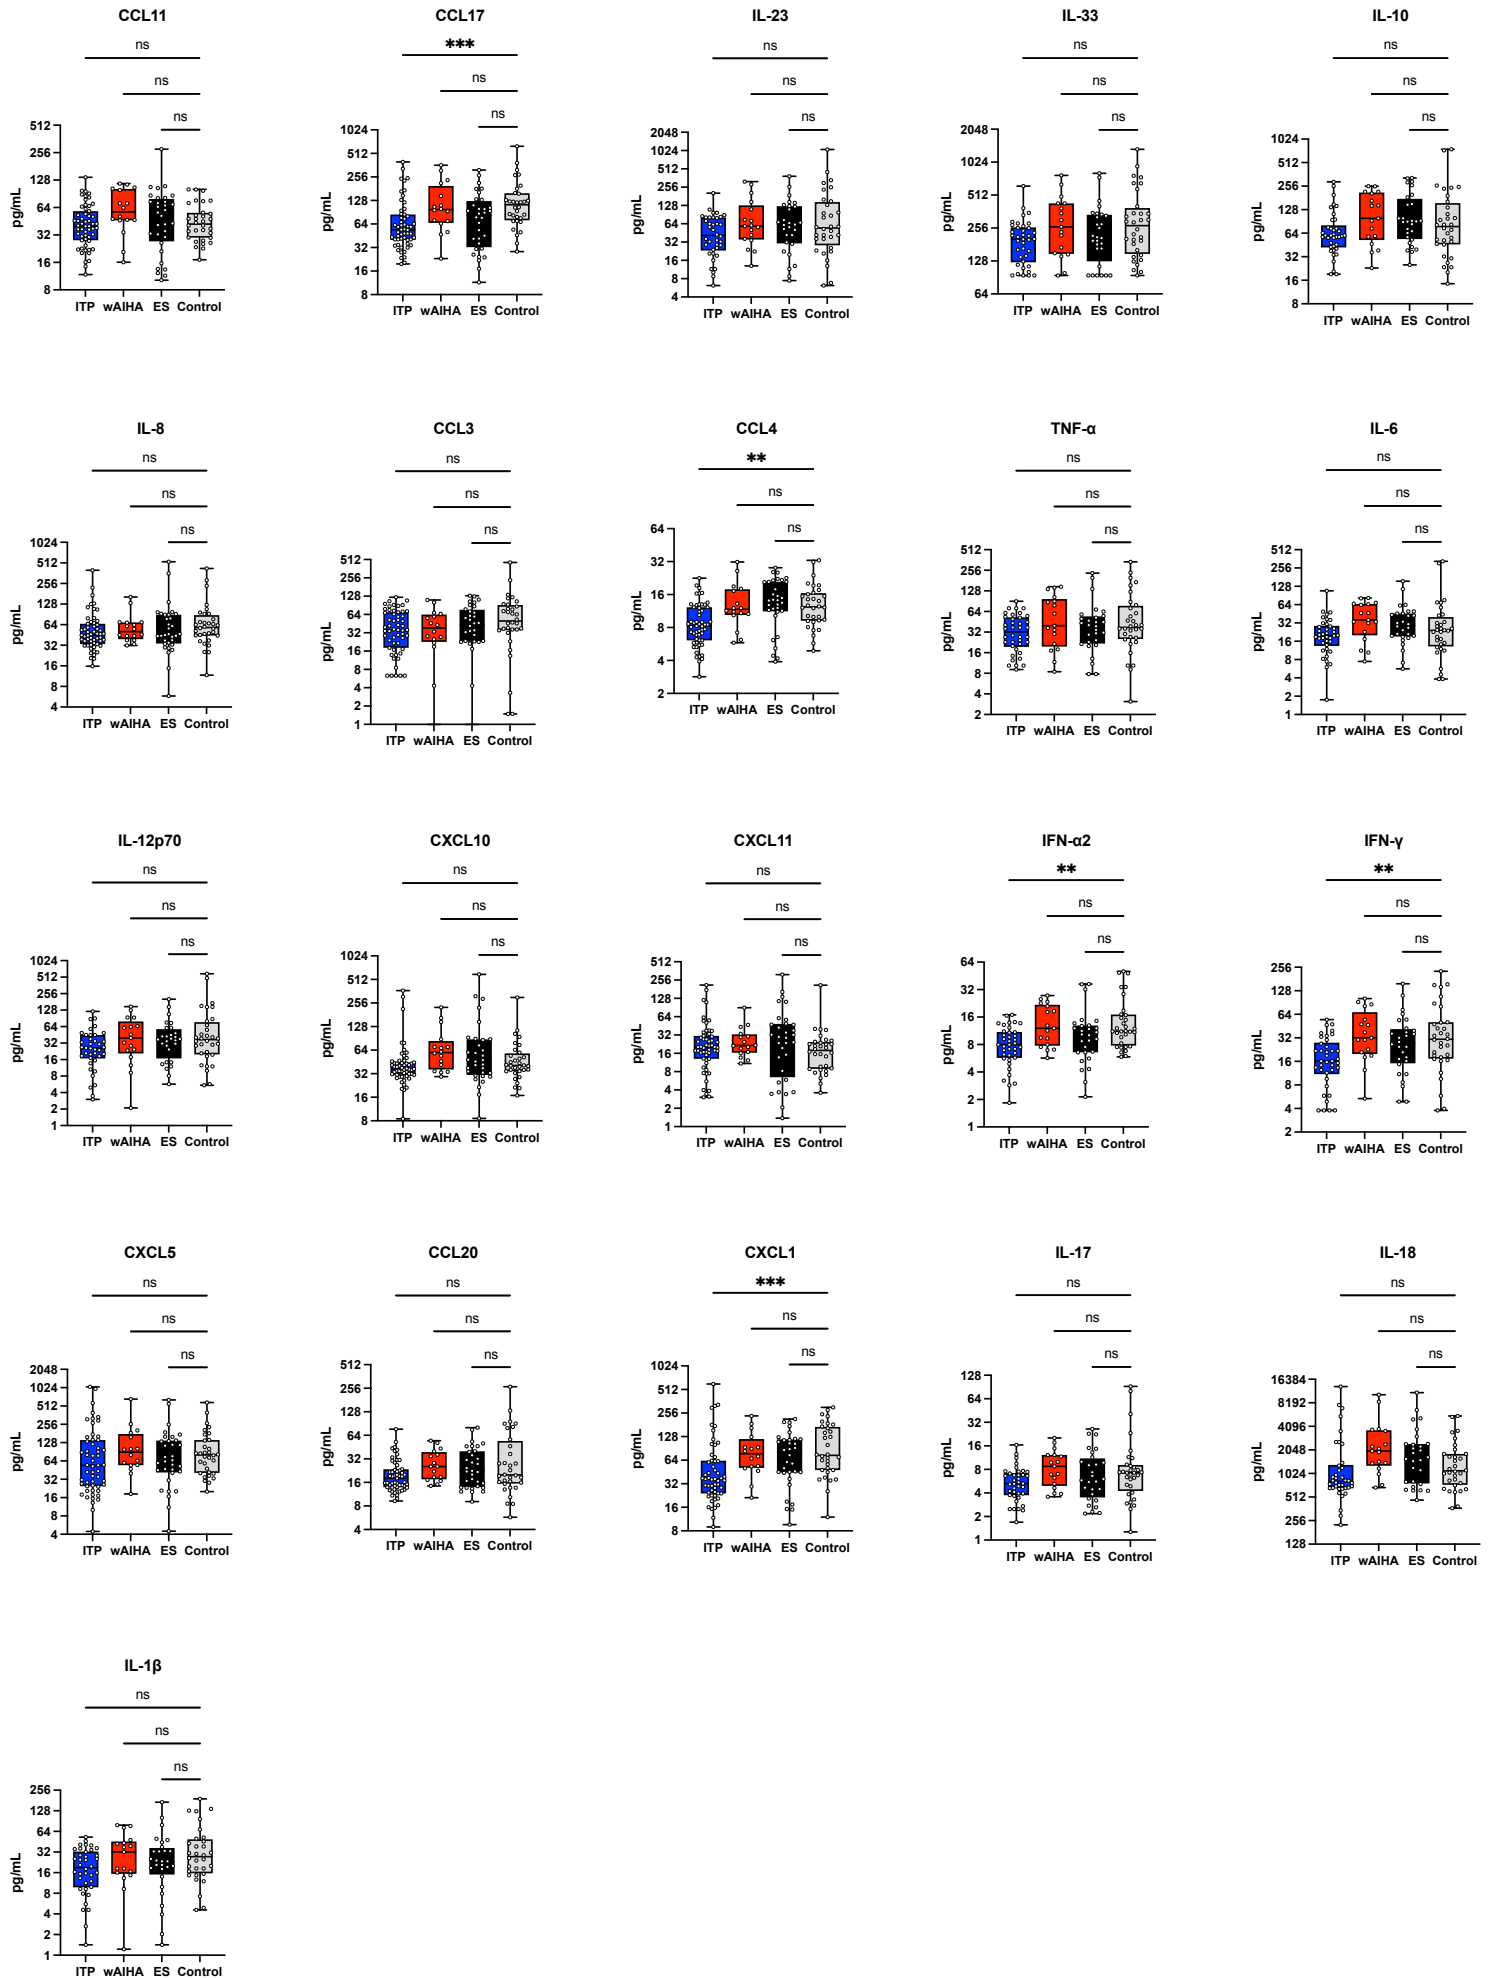 CCL11
ns
ns
ns
512
256
128
64
32
16
8
pg/mL
ITP wAIHA ES Control
CCL17
***
ns
ns
1024
512
256
128
64
32
16
8
pg/mL
ITP wAIHA ES Control
IL-23
ns
ns
ns
2048
1024
512
256
128
64
32
16
8
4
pg/mL
ITP wAIHA ES Control
IL-33
ns
ns
ns
2048
1024
512
256
128
64
pg/mL
ITP wAIHA ES Control
IL-10
ns
ns
ns
1024
512
256
128
64
32
16
8
pg/mL
ITP wAIHA ES Control
IL-8
ns
ns
ns
1024
512
256
128
64
32
16
8
4
pg/mL
ITP wAIHA ES Control
CCL3
ns
ns
ns
512
256
128
64
32
16
8
4
2
1
pg/mL
ITP wAIHA ES Control
CCL4
**
ns
ns
64
32
16
8
4
2
pg/mL
ITP wAIHA ES Control
TNF-α
ns
ns
ns
512
256
128
64
32
16
8
4
2
pg/mL
ITP wAIHA ES Control
IL-6
ns
ns
ns
512
256
128
64
32
16
8
4
2
1
pg/mL
ITP wAIHA ES Control
IL-12p70
ns
ns
ns
1024
512
256
128
64
32
16
8
4
2
1
pg/mL
ITP wAIHA ES Control
CXCL10
ns
ns
ns
1024
512
256
128
64
32
16
8
pg/mL
ITP wAIHA ES Control
CXCL11
ns
ns
ns
512
256
128
64
32
16
8
4
2
1
pg/mL
ITP wAIHA ES Control
IFN-α2
**
ns
ns
64
32
16
8
4
2
1
pg/mL
ITP wAIHA ES Control
IFN-γ
**
ns
ns
256
128
64
32
16
8
4
2
pg/mL
ITP wAIHA ES Control
CXCL5
ns
ns
ns
2048
1024
512
256
128
64
32
16
8
4
pg/mL
ITP wAIHA ES Control
CCL20
ns
ns
ns
512
256
128
64
32
16
8
4
pg/mL
ITP wAIHA ES Control
CXCL1
***
ns
ns
1024
512
256
128
64
32
16
8
pg/mL
ITP wAIHA ES Control
IL-17
ns
ns
ns
128
64
32
16
8
4
2
1
pg/mL
ITP wAIHA ES Control
IL-18
ns
ns
ns
16384
8192
4096
2048
1024
512
256
128
pg/mL
ITP wAIHA ES Control
IL-1β
ns
ns
ns
256
128
64
32
16
8
4
2
1
pg/mL
ITP wAIHA ES Control